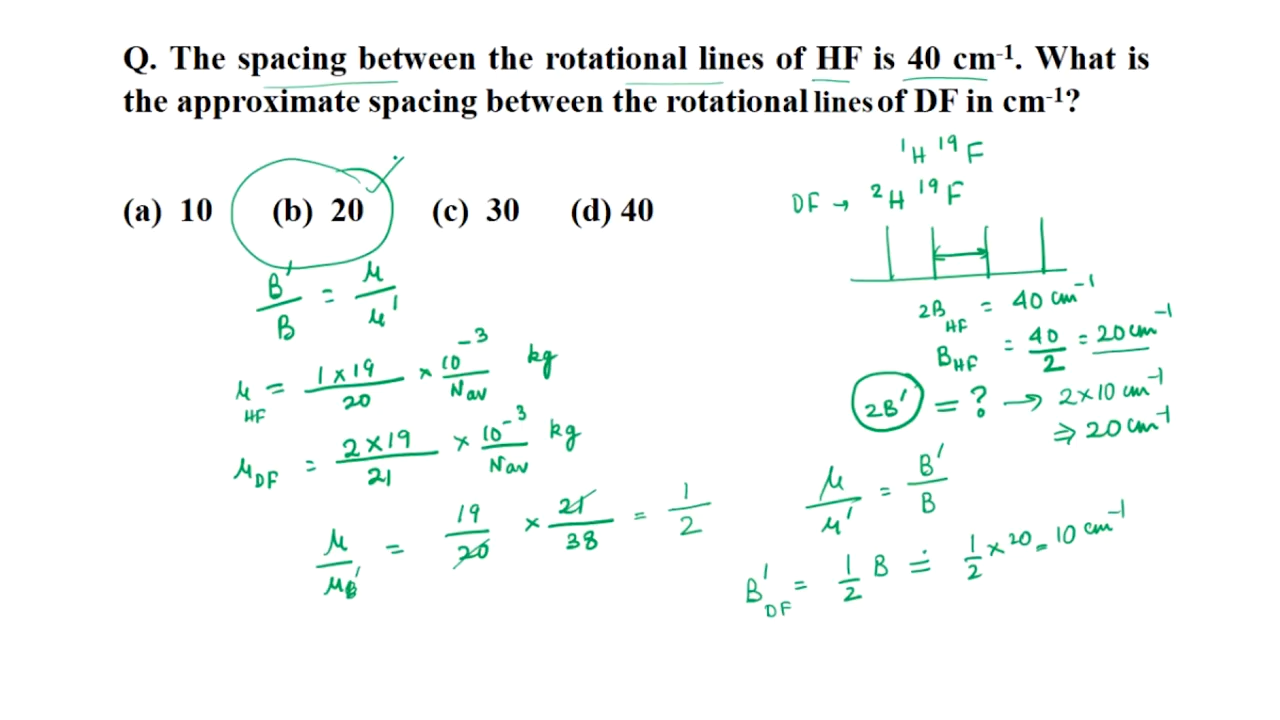 Q. The spacing between the rotational lines of HF is 40 cm⁻¹. What is
the approximate spacing between the rotational lines of DF in cm⁻¹?
(a) 10 (b) 20 (c) 30 (d) 40
¹H ¹⁹F
DF → ²H ¹⁹F
2B_HF = 40 cm⁻¹
B_HF = 40/2 = 20 cm⁻¹
2B' = ? → 2×10 cm⁻¹
⇒ 20 cm⁻¹
B'/B = μ/μ'
μ_HF = 1×19/20 × 10⁻³/Nav kg
μ_DF = 2×19/21 × 10⁻³/Nav kg
μ/μ_B' = 19/20 × 21/38 = 1/2
μ/μ' = B'/B
B'_DF = 1/2 B ≐ 1/2 × 20 = 10 cm⁻¹